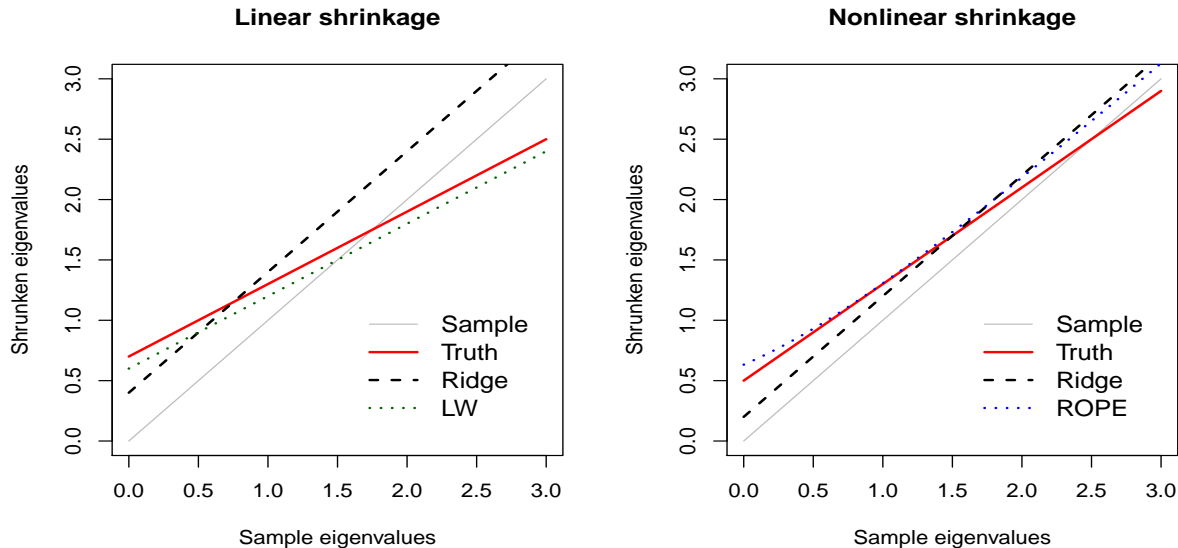 Linear shrinkage
Shrunken eigenvalues
3.0
2.5
2.0
1.5
1.0
0.5
0.0
Sample
Truth
Ridge
LW
0.0 0.5 1.0 1.5 2.0 2.5 3.0
Sample eigenvalues
Nonlinear shrinkage
Shrunken eigenvalues
3.0
2.5
2.0
1.5
1.0
0.5
0.0
Sample
Truth
Ridge
ROPE
0.0 0.5 1.0 1.5 2.0 2.5 3.0
Sample eigenvalues